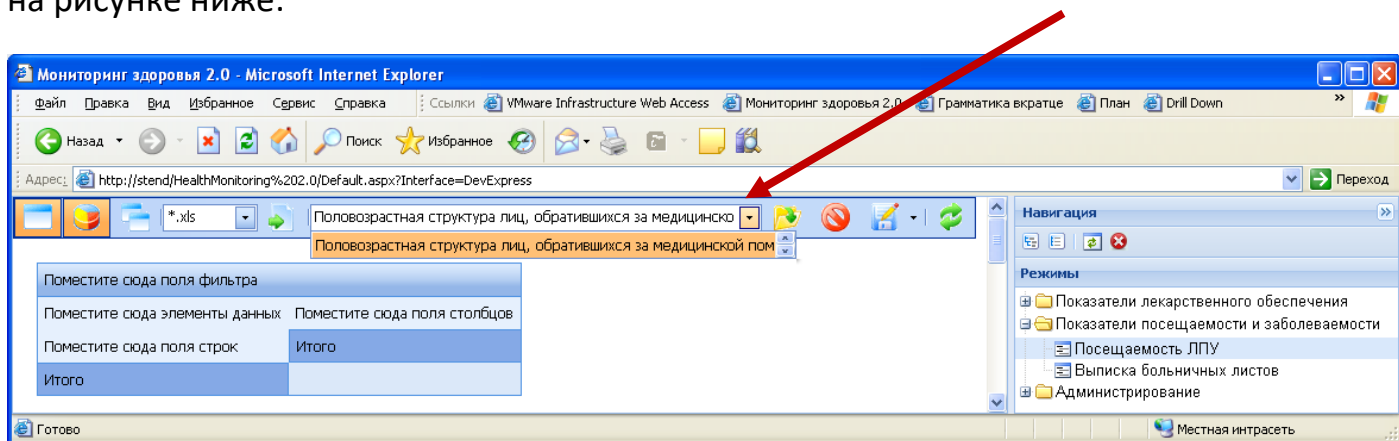 на рисунке ниже:
Мониторинг здоровья 2.0 - Microsoft Internet Explorer
Файл Правка Вид Избранное Сервис Справка Ссылки VMware Infrastructure Web Access Мониторинг здоровья 2.0 Грамматика вкратце План Drill Down »
Назад Поиск Избранное
Адрес: http://stend/HealthMonitoring%202.0/Default.aspx?Interface=DevExpress Переход
*.xls Половозрастная структура лиц, обратившихся за медицинско
Половозрастная структура лиц, обратившихся за медицинской пом
Поместите сюда поля фильтра
Поместите сюда элементы данных Поместите сюда поля столбцов
Поместите сюда поля строк Итого
Итого
Навигация »
Режимы
Показатели лекарственного обеспечения
Показатели посещаемости и заболеваемости
Посещаемость ЛПУ
Выписка больничных листов
Администрирование
Готово Местная интрасеть